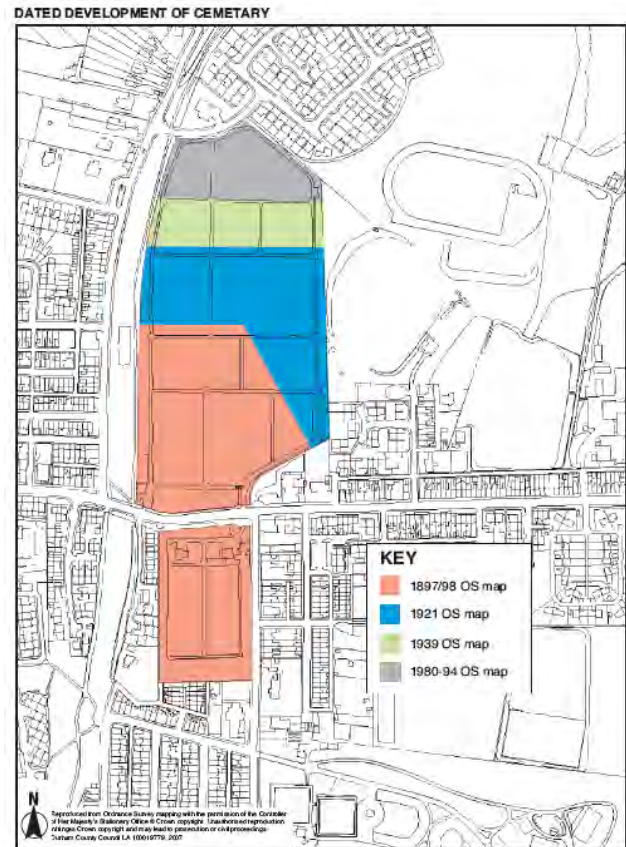 DATED DEVELOPMENT OF CEMETARY
KEY
1897/98 OS map
1921 OS map
1939 OS map
1980-94 OS map
N
Reproduced from Ordnance Survey mapping with the permission of the Controller
of Her Majesty's Stationery Office © Crown copyright. Unauthorised reproduction
infringes Crown copyright and may lead to prosecution or civil proceedings.
Durham County Council LA 100019779. 2007